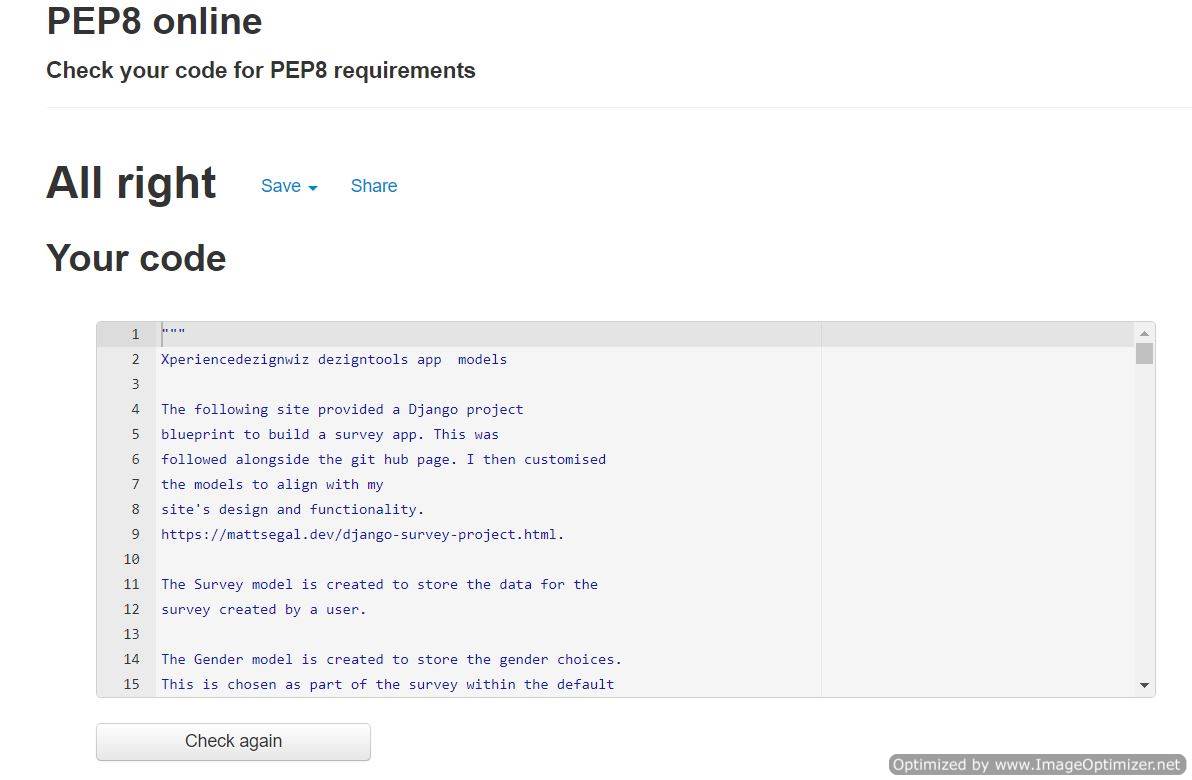 PEP8 online
Check your code for PEP8 requirements
All right Save Share
Your code
1 """
2 Xperiencedezignwiz dezigntools app  models
3
4 The following site provided a Django project
5 blueprint to build a survey app. This was
6 followed alongside the git hub page. I then customised
7 the models to align with my
8 site's design and functionality.
9 https://mattsegal.dev/django-survey-project.html.
10
11 The Survey model is created to store the data for the
12 survey created by a user.
13
14 The Gender model is created to store the gender choices.
15 This is chosen as part of the survey within the default
Check again
Optimized by www.ImageOptimizer.net